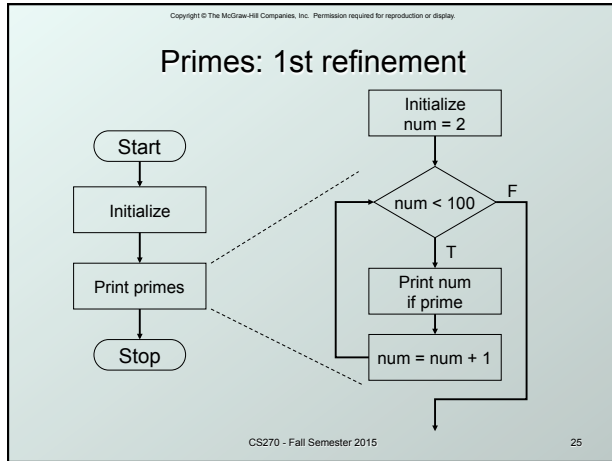 Copyright © The McGraw-Hill Companies, Inc. Permission required for reproduction or display.
Primes: 1st refinement
Start
Initialize
Print primes
Stop
Initialize
num = 2
num < 100
F
T
Print num
if prime
num = num + 1
CS270 - Fall Semester 2015
25